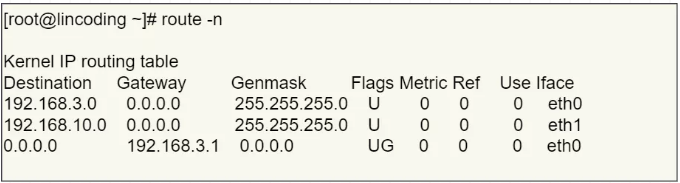 [root@lincoding ~]# route -n
Kernel IP routing table
Destination Gateway Genmask Flags Metric Ref Use Iface
192.168.3.0 0.0.0.0 255.255.255.0 U 0 0 0 eth0
192.168.10.0 0.0.0.0 255.255.255.0 U 0 0 0 eth1
0.0.0.0 192.168.3.1 0.0.0.0 UG 0 0 0 eth0